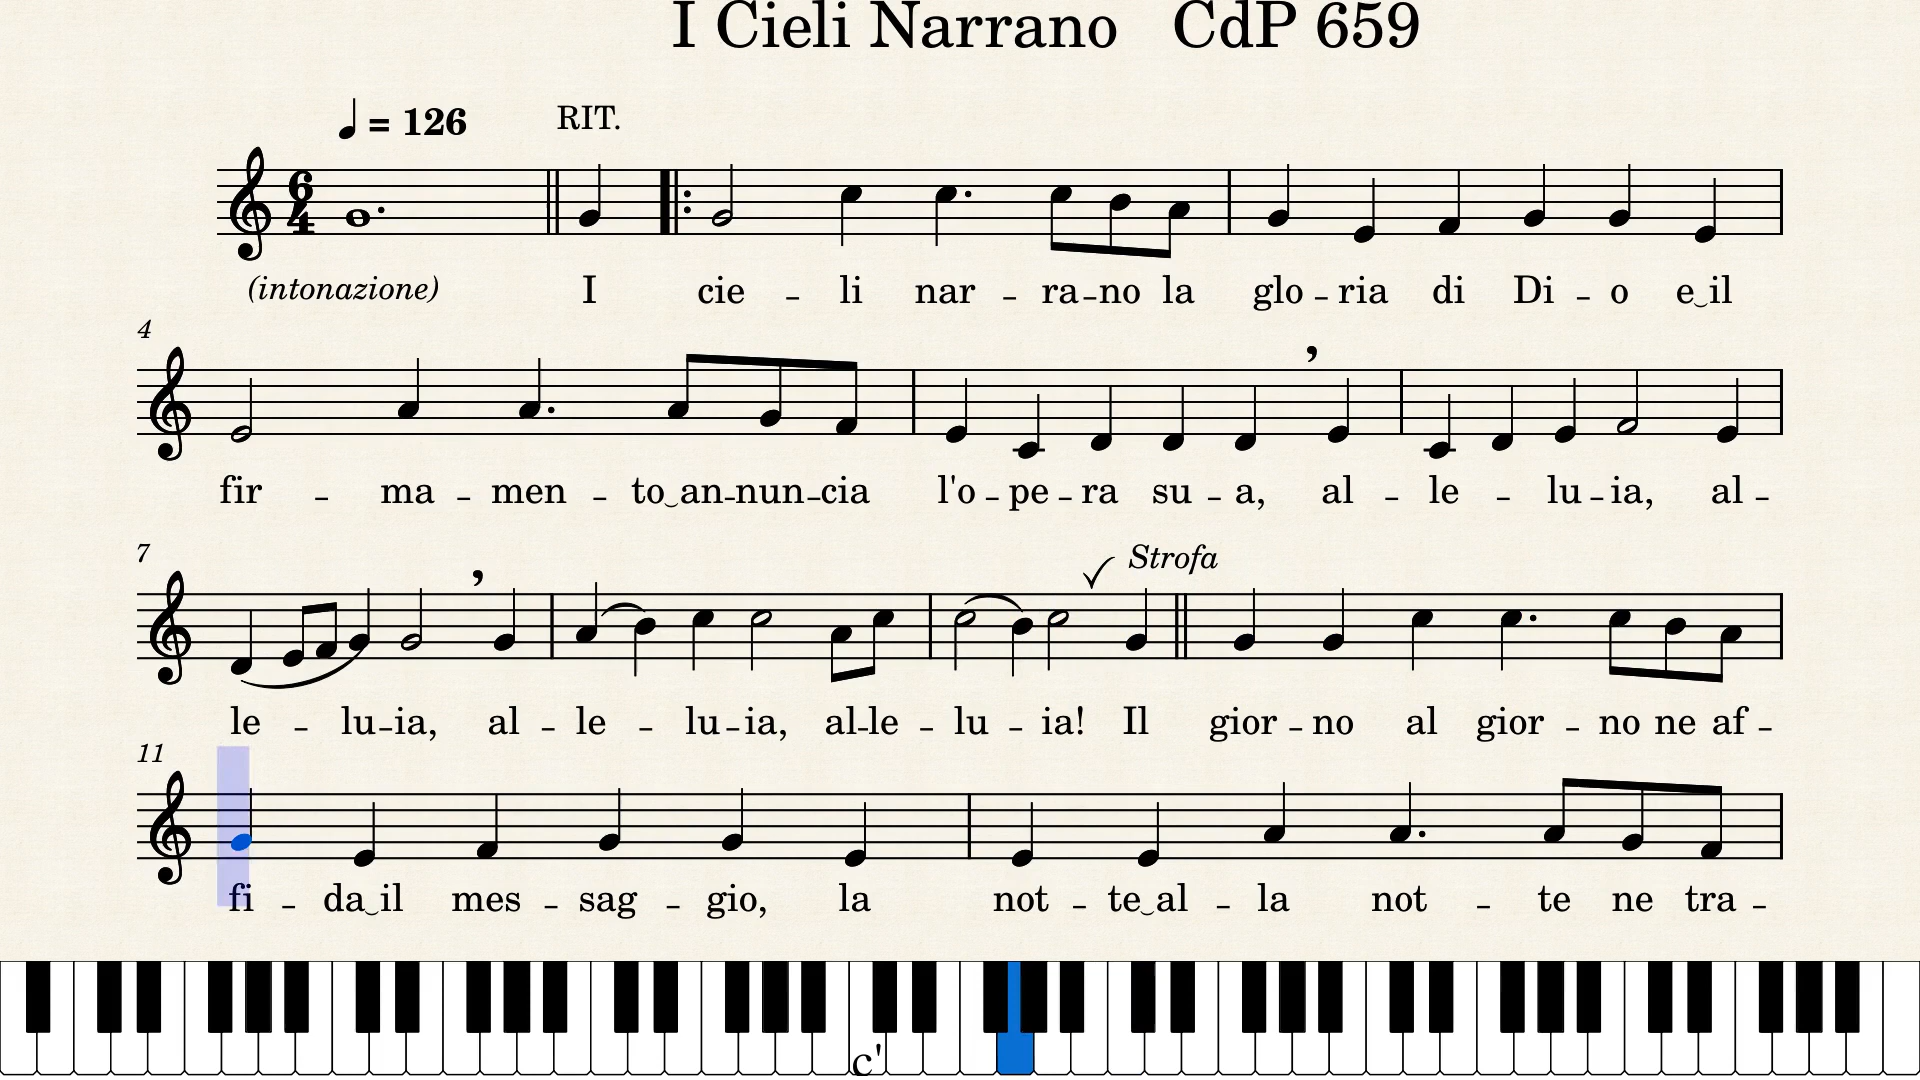 I Cieli Narrano CdP 659
♩ = 126 RIT.
6
4
(intonazione) I cie - li nar - ra - no la glo - ria di Di - o e‿il
4
fir - ma - men - to‿an - nun - cia l'o - pe - ra su - a, al - le - lu - ia, al -
7 Strofa
le - lu - ia, al - le - lu - ia, al - le - lu - ia! Il gior - no al gior - no ne af -
11
fi - da‿il mes - sag - gio, la not - te‿al - la not - te ne tra -
c'